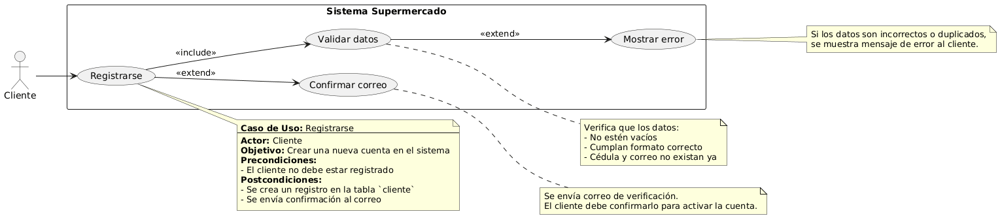 Sistema Supermercado
Cliente
Registrarse
«include»
«extend»
Validar datos
Confirmar correo
«extend»
Mostrar error
Si los datos son incorrectos o duplicados,
se muestra mensaje de error al cliente.
Caso de Uso: Registrarse
Actor: Cliente
Objetivo: Crear una nueva cuenta en el sistema
Precondiciones:
- El cliente no debe estar registrado
Postcondiciones:
- Se crea un registro en la tabla `cliente`
- Se envía confirmación al correo
Verifica que los datos:
- No estén vacíos
- Cumplan formato correcto
- Cédula y correo no existan ya
Se envía correo de verificación.
El cliente debe confirmarlo para activar la cuenta.